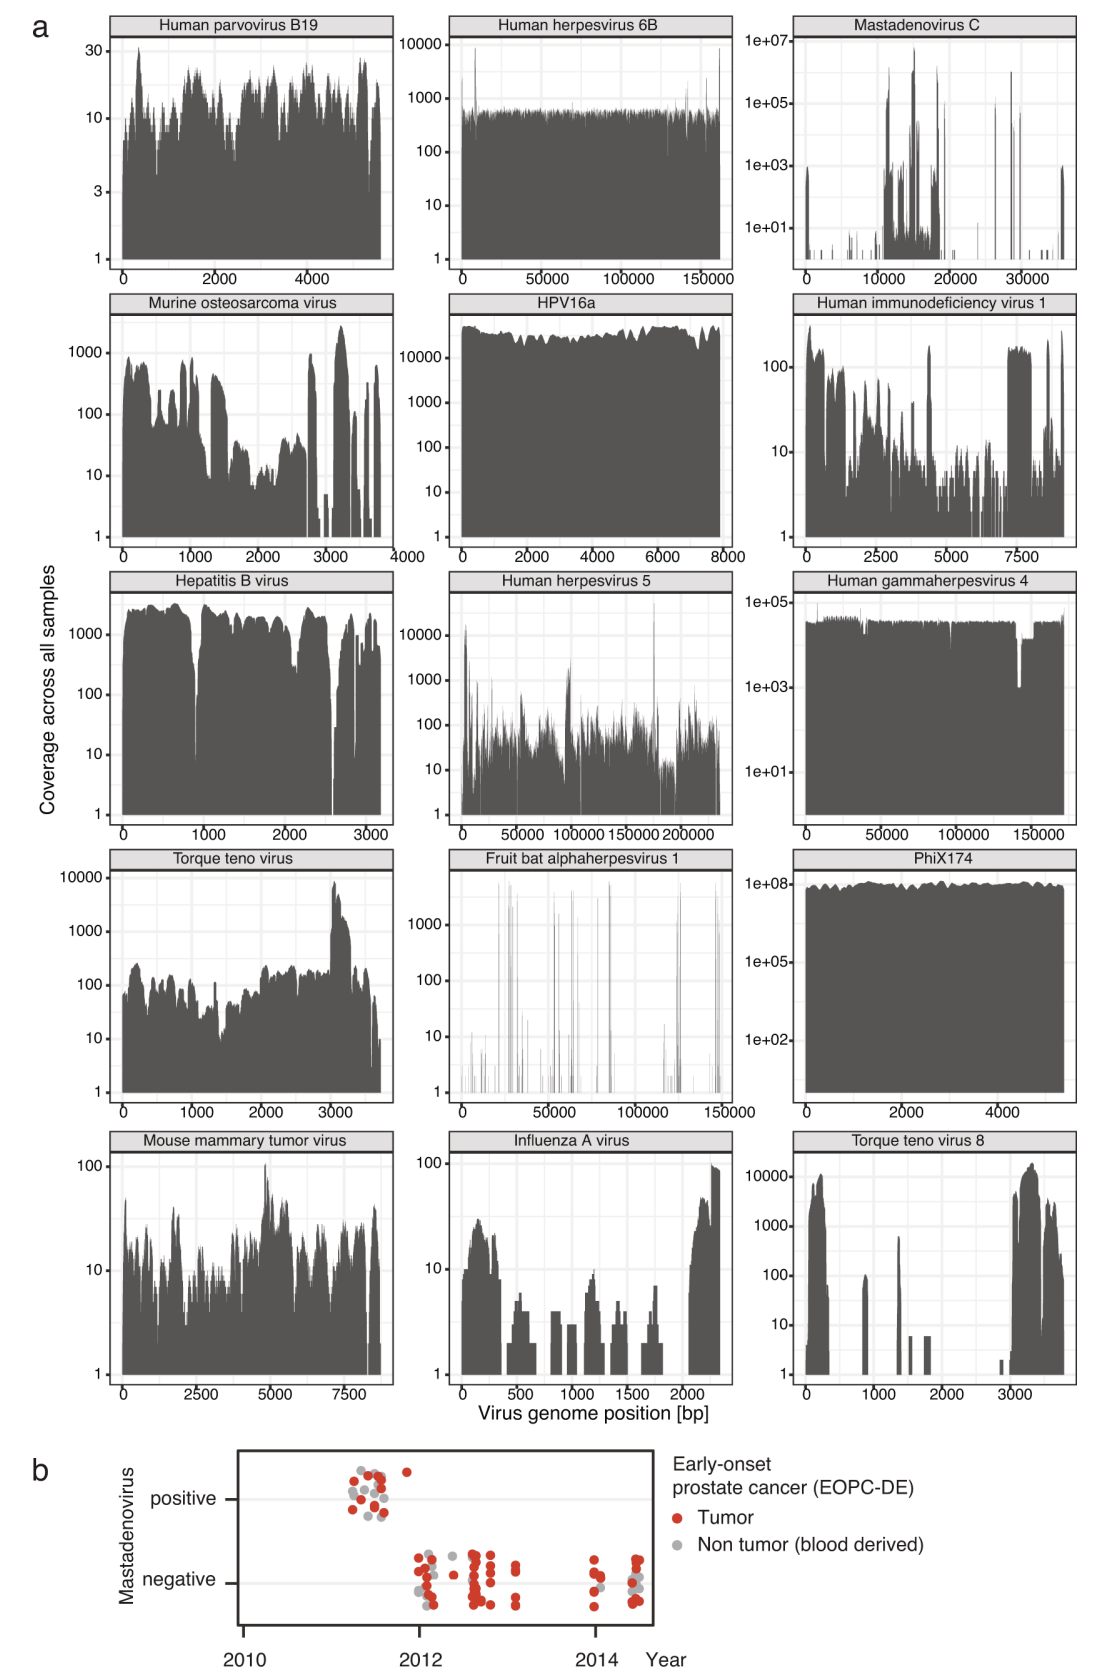 a
Human parvovirus B19
Human herpesvirus 6B
Mastadenovirus C
30
10
3
1
0 2000 4000
10000
1000
100
10
1
0 50000 100000 150000
1e+07
1e+05
1e+03
1e+01
0 10000 20000 30000
Murine osteosarcoma virus
HPV16a
Human immunodeficiency virus 1
1000
100
10
1
0 1000 2000 3000 4000
10000
1000
100
10
1
0 2000 4000 6000 8000
100
10
1
0 2500 5000 7500
Coverage across all samples
Hepatitis B virus
Human herpesvirus 5
Human gammaherpesvirus 4
1000
100
10
1
0 1000 2000 3000
10000
1000
100
10
1
0 50000 100000 150000 200000
1e+05
1e+03
1e+01
0 50000 100000 150000
Torque teno virus
Fruit bat alphaherpesvirus 1
PhiX174
10000
1000
100
10
1
0 1000 2000 3000
1000
100
10
1
0 50000 100000 150000
1e+08
1e+05
1e+02
0 2000 4000
Mouse mammary tumor virus
Influenza A virus
Torque teno virus 8
100
10
1
0 2500 5000 7500
100
10
1
0 500 1000 1500 2000
10000
1000
100
10
1
0 1000 2000 3000
Virus genome position [bp]
b
Mastadenovirus
positive
negative
2010 2012 2014 Year
Early-onset
prostate cancer (EOPC-DE)
Tumor
Non tumor (blood derived)